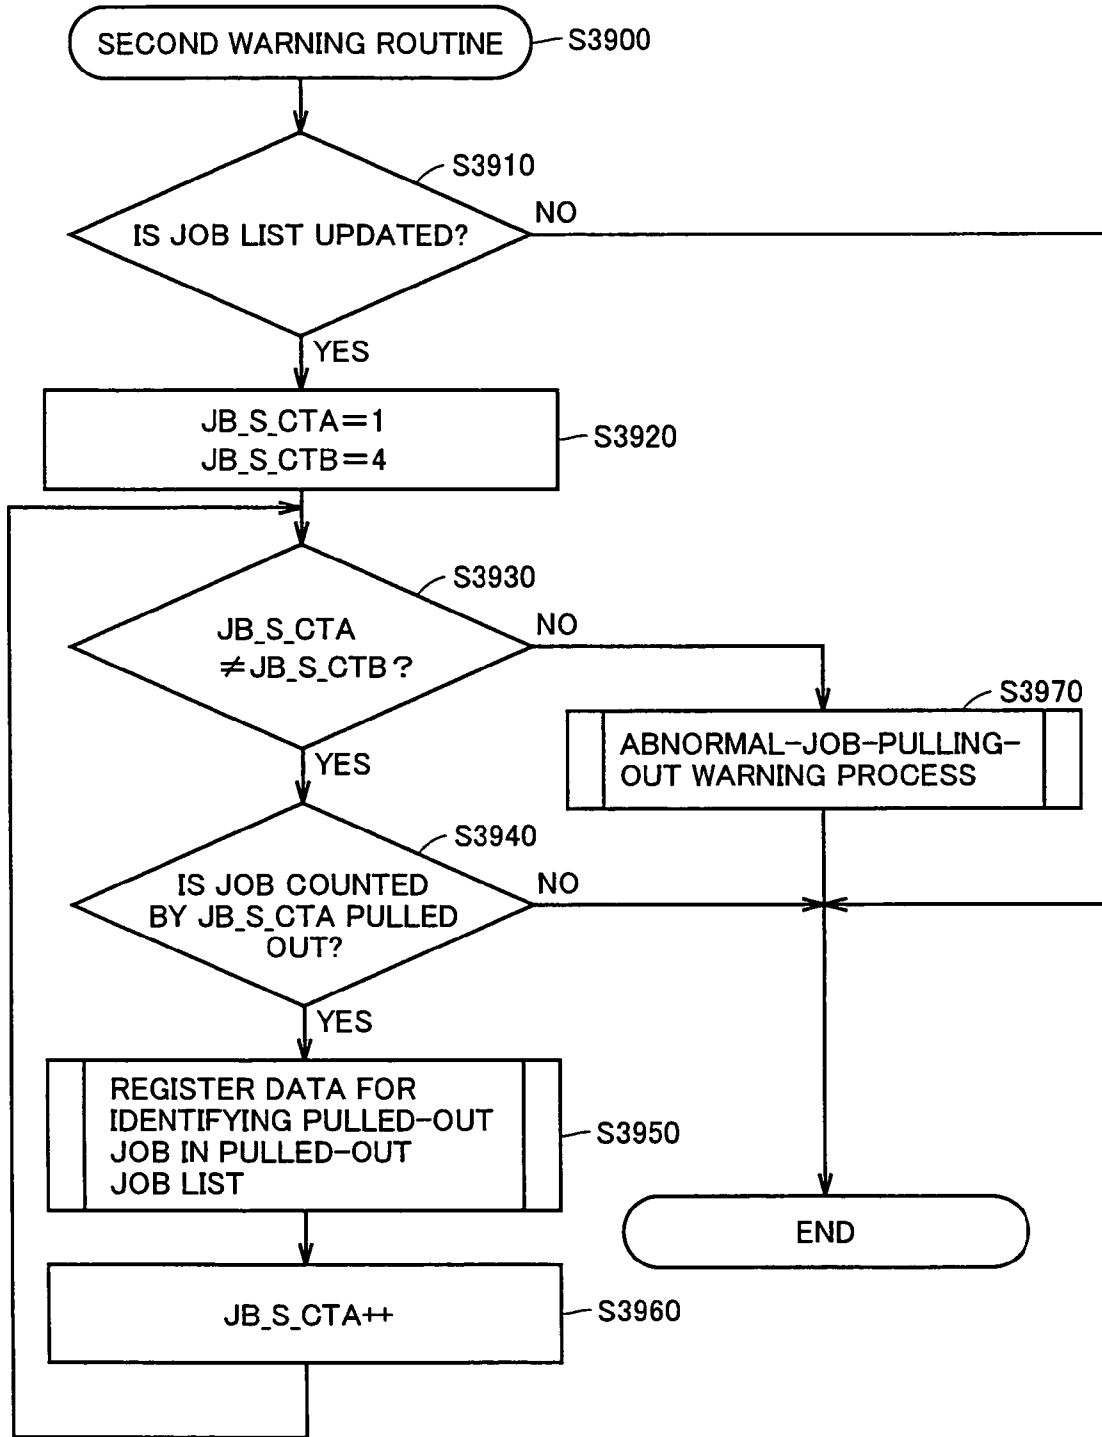 SECOND WARNING ROUTINE
S3900
S3910
IS JOB LIST UPDATED?
NO
YES
JB_S_CTA=1
JB_S_CTB=4
S3920
S3930
JB_S_CTA
≠JB_S_CTB?
NO
YES
S3970
ABNORMAL-JOB-PULLING-
OUT WARNING PROCESS
S3940
IS JOB COUNTED
BY JB_S_CTA PULLED
OUT?
NO
YES
REGISTER DATA FOR
IDENTIFYING PULLED-OUT
JOB IN PULLED-OUT
JOB LIST
S3950
END
JB_S_CTA++
S3960